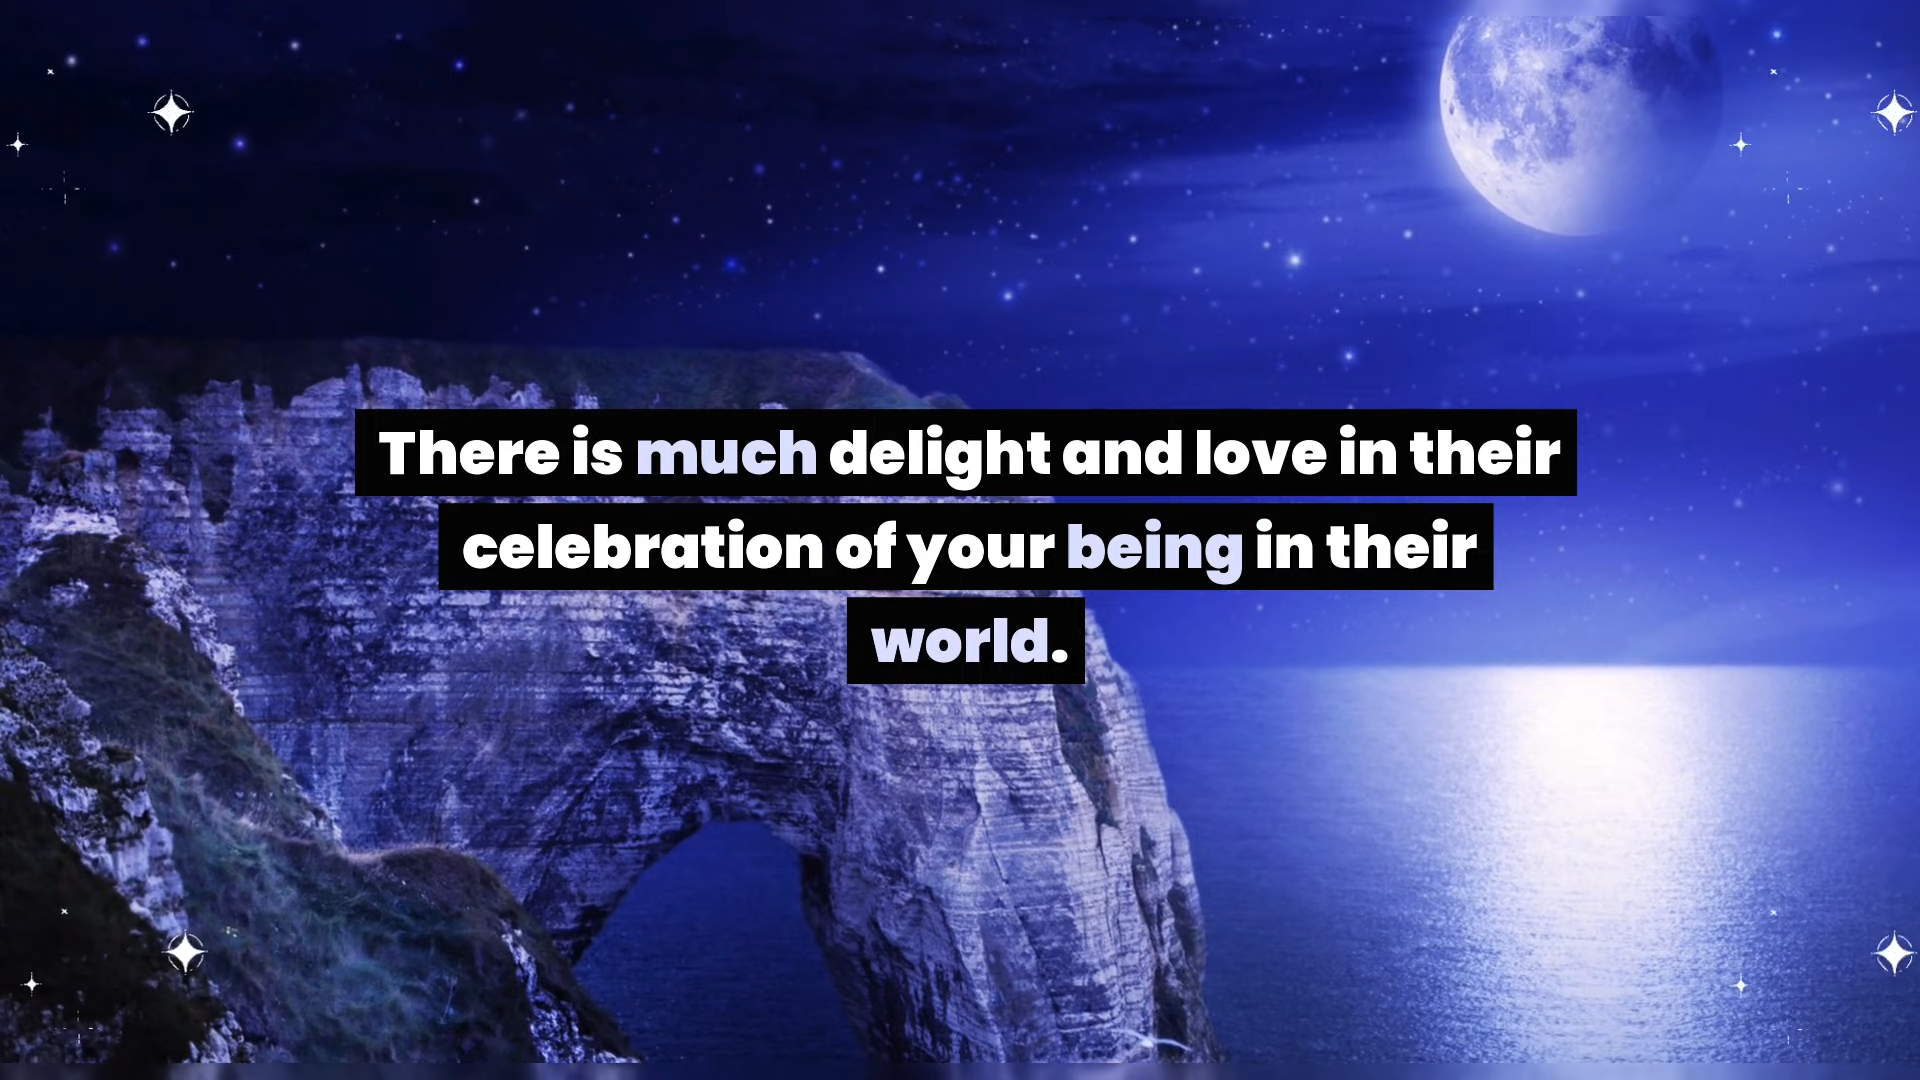 There is much delight and love in their
celebration of your being in their
world.